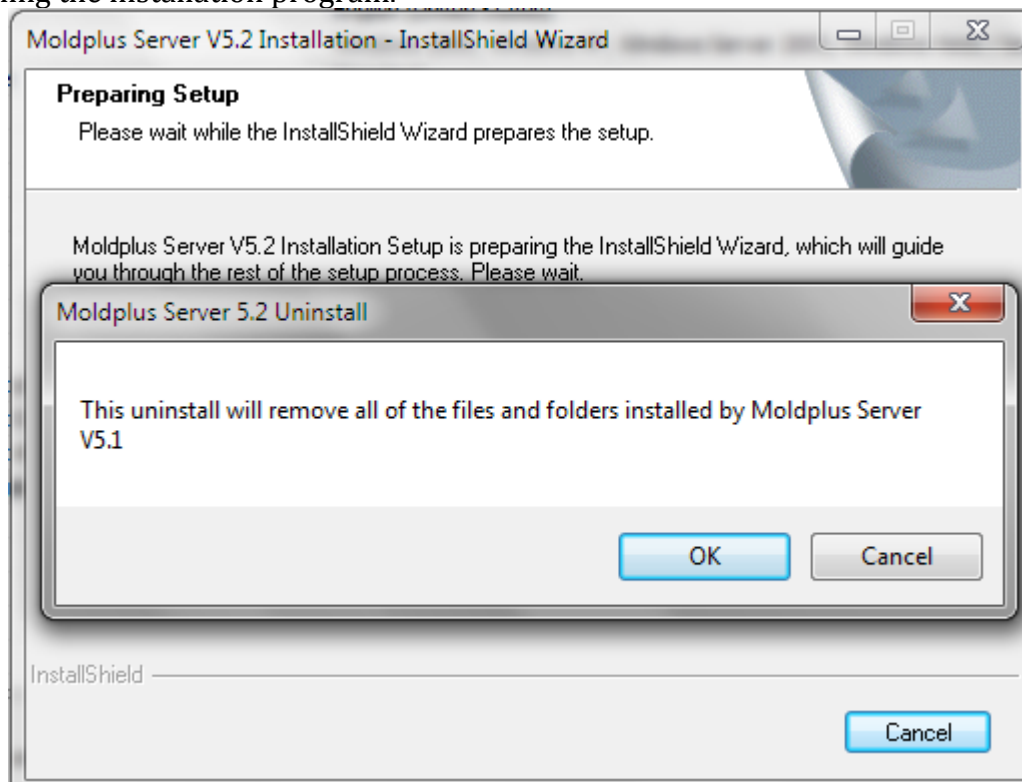 the installation program.
Moldplus Server V5.2 Installation - InstallShield Wizard
Preparing Setup
Please wait while the InstallShield Wizard prepares the setup.
Moldplus Server V5.2 Installation Setup is preparing the InstallShield Wizard, which will guide
you through the rest of the setup process. Please wait.
Moldplus Server 5.2 Uninstall
This uninstall will remove all of the files and folders installed by Moldplus Server
V5.1
OK Cancel
InstallShield
Cancel